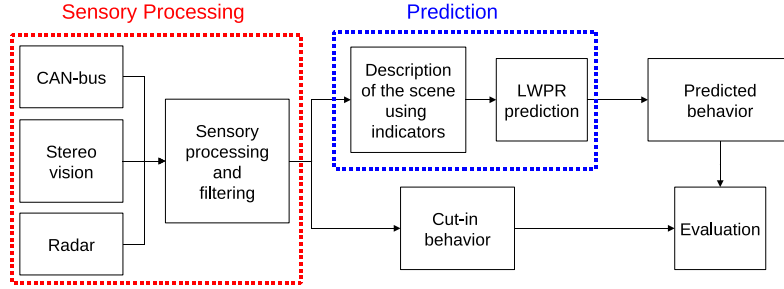 Sensory Processing
Prediction
CAN-bus
Stereo
vision
Radar
Sensory
processing
and
filtering
Description
of the scene
using
indicators
LWPR
prediction
Predicted
behavior
Cut-in
behavior
Evaluation